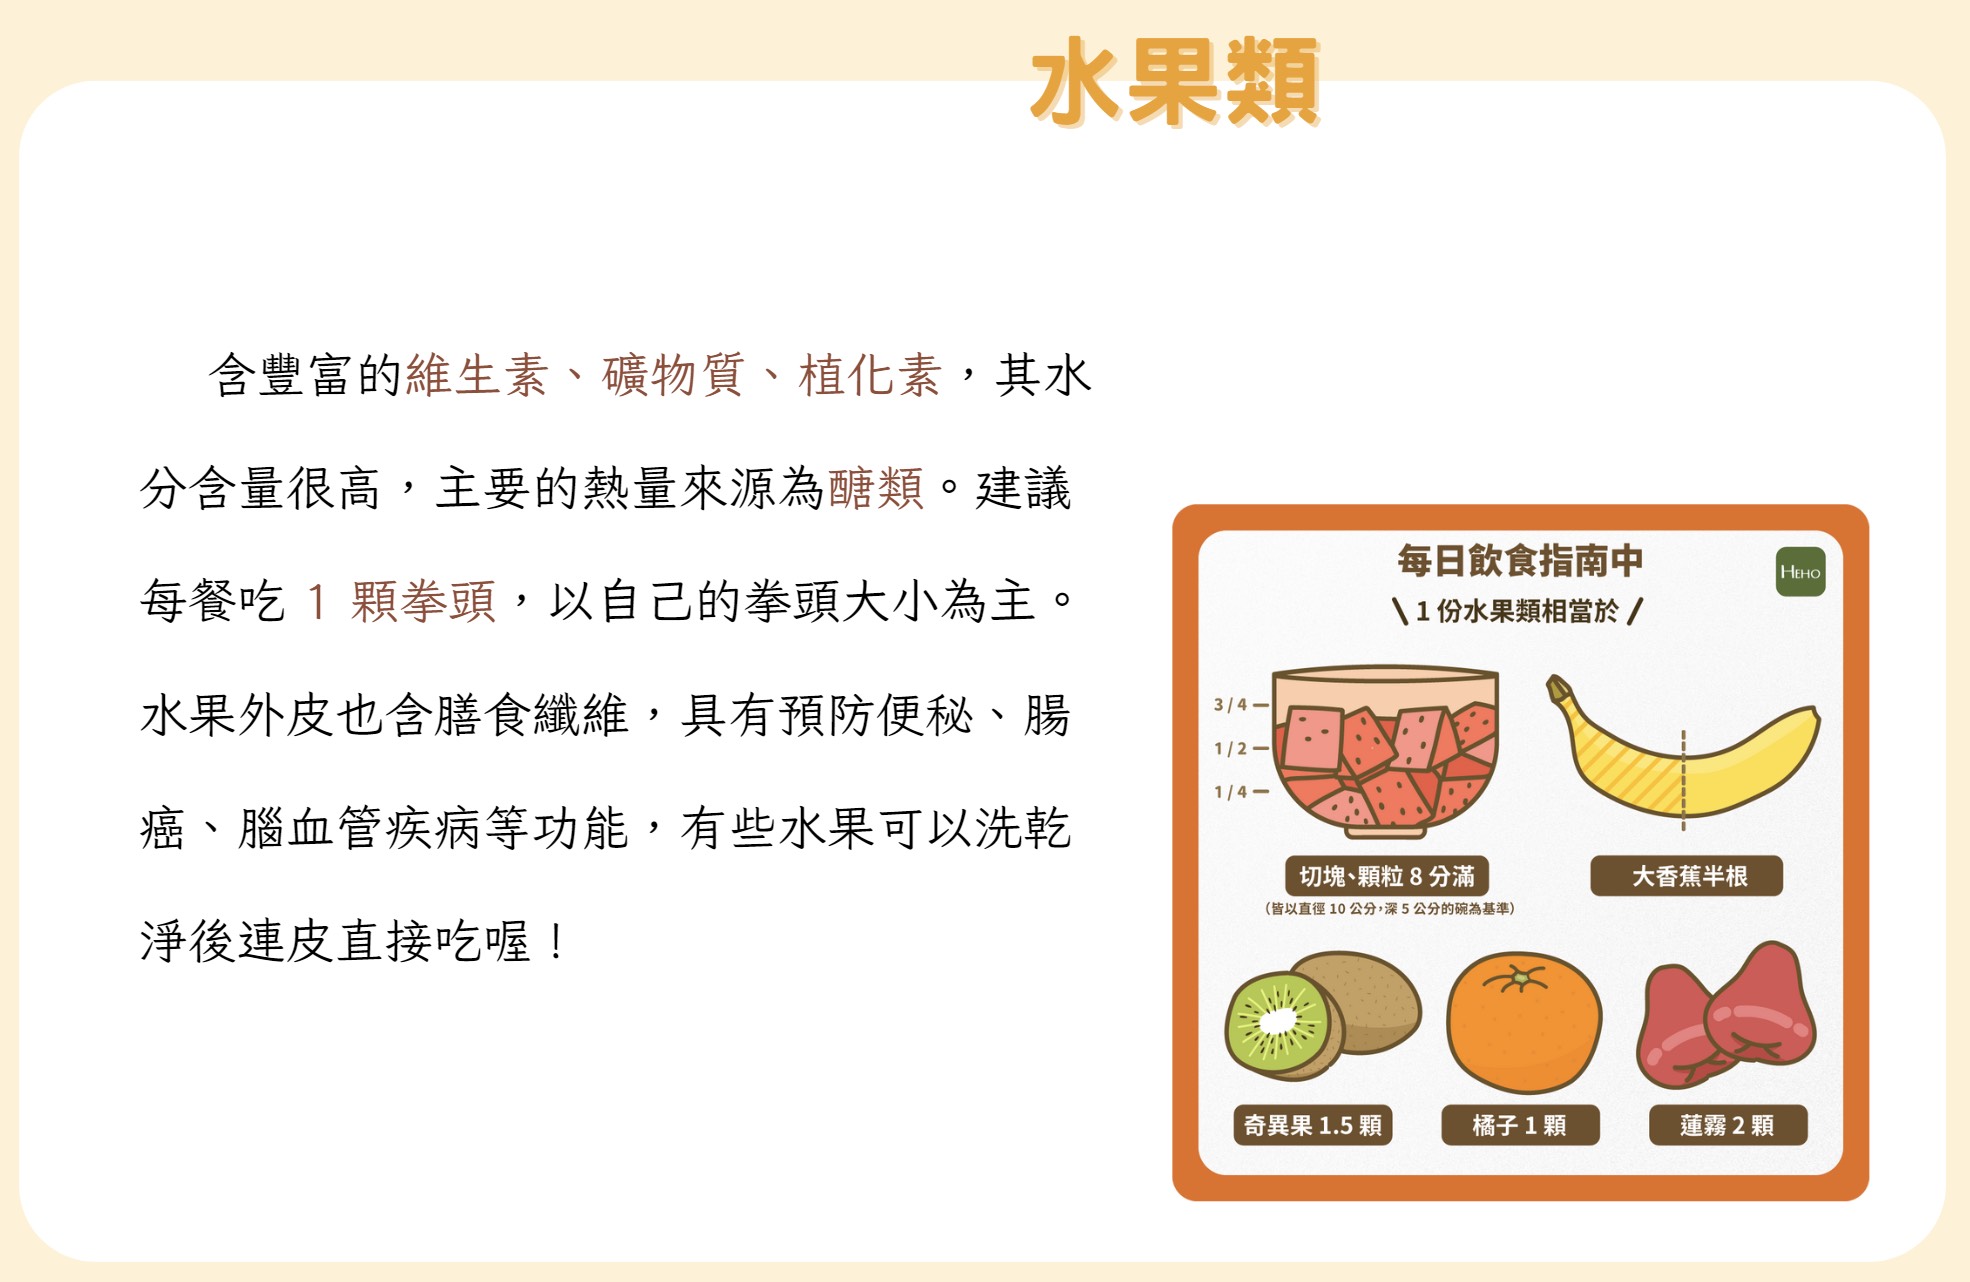 水果類
含豐富的維生素、礦物質、植化素，其水
分含量很高，主要的熱量來源為醣類。建議
每餐吃 1 顆拳頭，以自己的拳頭大小為主。
水果外皮也含膳食纖維，具有預防便秘、腸
癌、腦血管疾病等功能，有些水果可以洗乾
淨後連皮直接吃喔！
每日飲食指南中
HEHO
\ 1 份水果類相當於 /
3 / 4
1 / 2
1 / 4
切塊、顆粒 8 分滿
（皆以直徑 10 公分，深 5 公分的碗為基準）
大香蕉半根
奇異果 1.5 顆
橘子 1 顆
蓮霧 2 顆